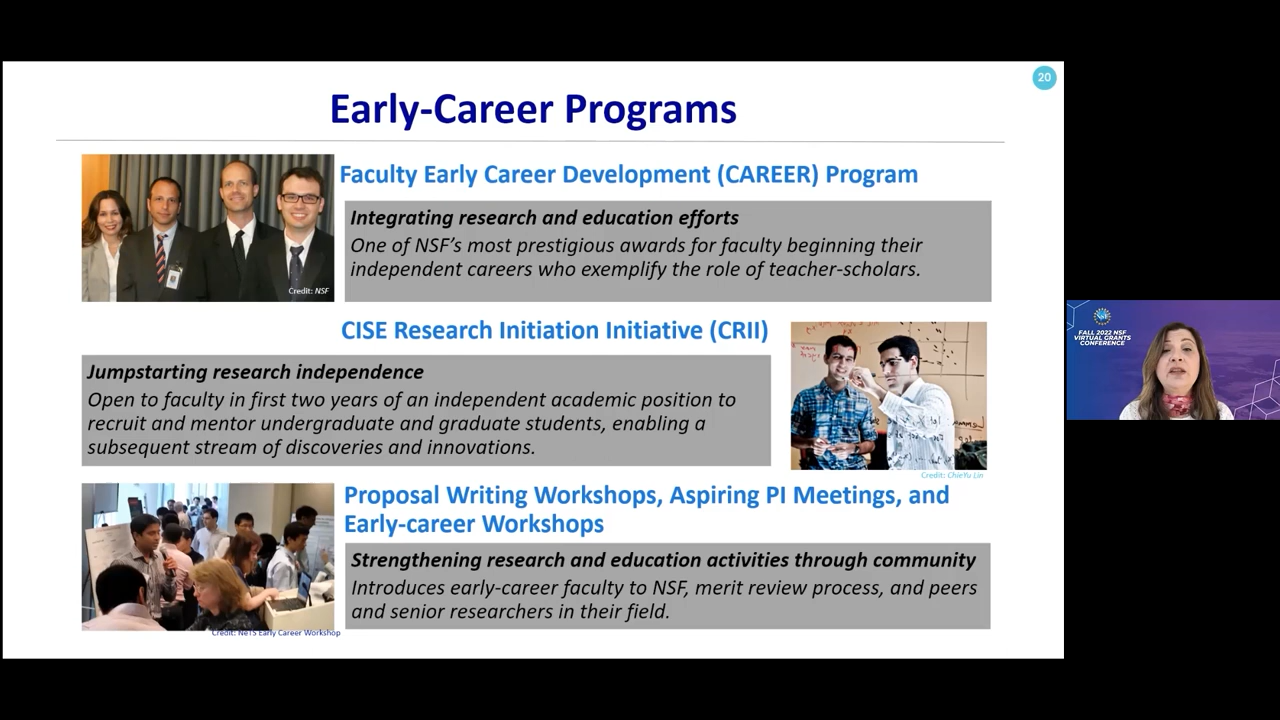 20
Early-Career Programs
Faculty Early Career Development (CAREER) Program
Integrating research and education efforts
One of NSF's most prestigious awards for faculty beginning their
independent careers who exemplify the role of teacher-scholars.
Credit: NSF
CISE Research Initiation Initiative (CRII)
Jumpstarting research independence
Open to faculty in first two years of an independent academic position to
recruit and mentor undergraduate and graduate students, enabling a
subsequent stream of discoveries and innovations.
Credit: ChieYu Lin
Proposal Writing Workshops, Aspiring PI Meetings, and
Early-career Workshops
Strengthening research and education activities through community
Introduces early-career faculty to NSF, merit review process, and peers
and senior researchers in their field.
Credit: NeTS Early Career Workshop
FALL 2022 NSF
VIRTUAL GRANTS
CONFERENCE